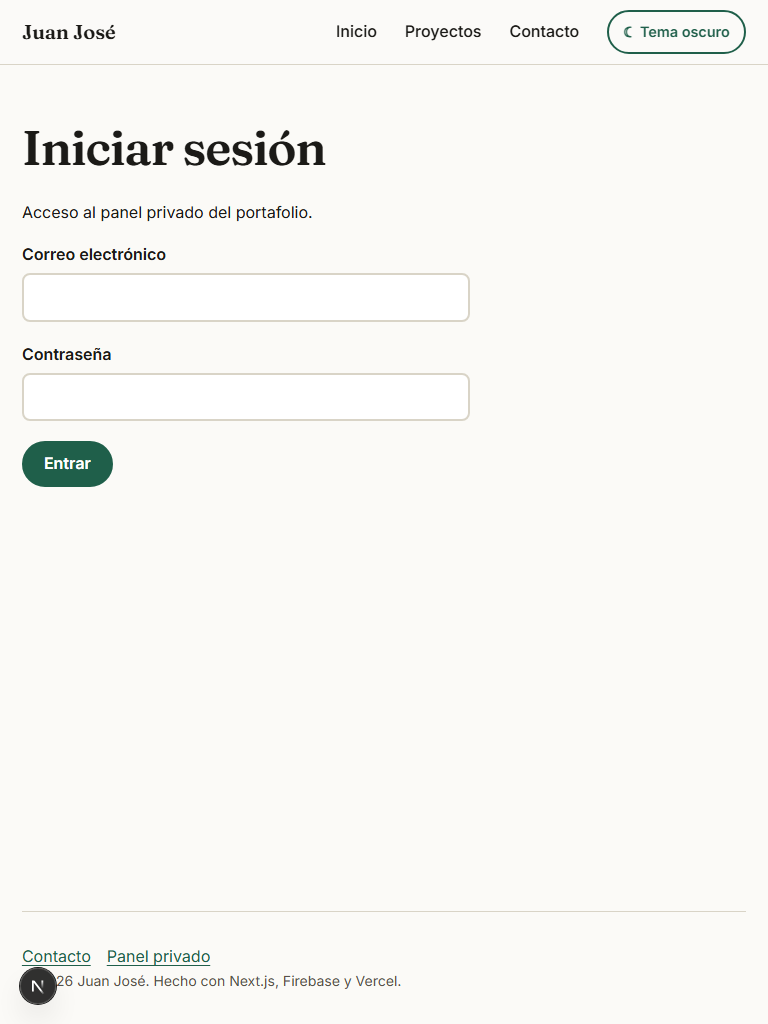 Juan José
Inicio Proyectos Contacto ☾ Tema oscuro
Iniciar sesión
Acceso al panel privado del portafolio.
Correo electrónico
Contraseña
Entrar
Contacto Panel privado
26 Juan José. Hecho con Next.js, Firebase y Vercel.
N